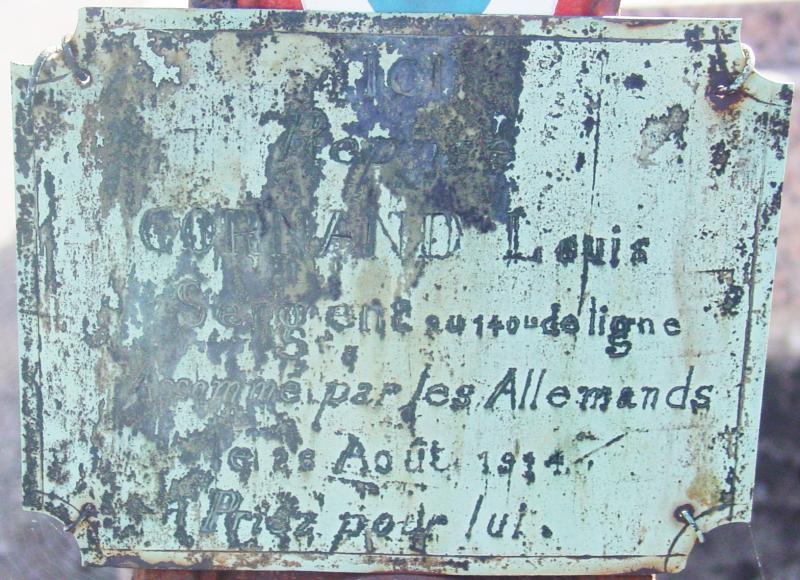 ICI
Repose
CORNAND Louis
Sergent au 140e de ligne
par les Allemands
le 28 Août 1914.
Priez pour lui.